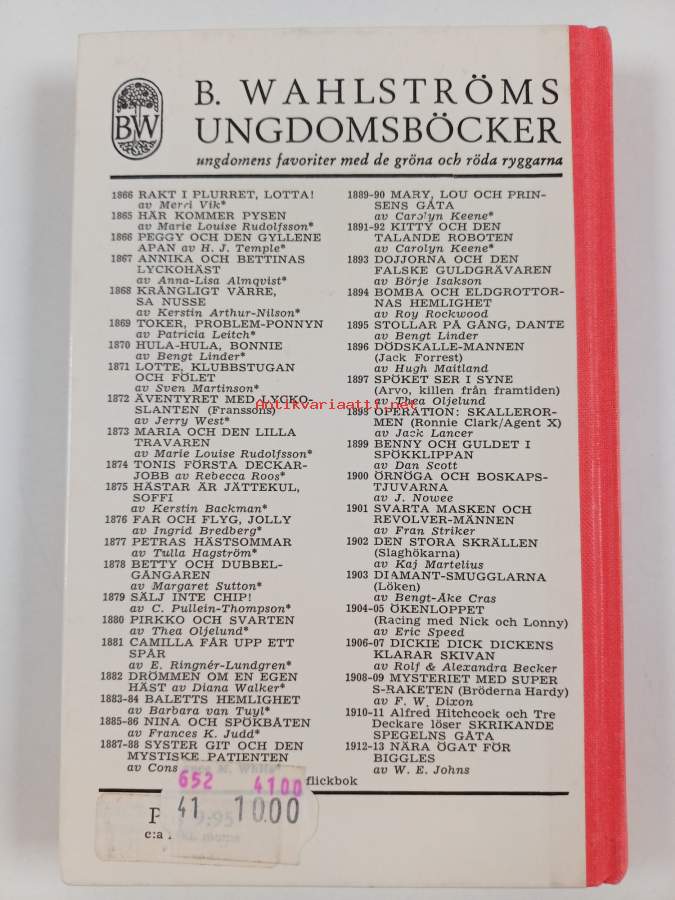 BW
B. WAHLSTRÖMS
UNGDOMSBÖCKER
ungdomens favoriter med de gröna och röda ryggarna
1866 RAKT I PLURRET, LOTTA!
av Merri Vik*
1865 HÄR KOMMER PYSEN
av Marie Louise Rudolfsson*
1866 PEGGY OCH DEN GYLLENE
APAN av H. J. Temple*
1867 ANNIKA OCH BETTINAS
LYCKOHÄST
av Anna-Lisa Almqvist*
1868 KRÅNGLIGT VÄRRE,
SA NUSSE
av Kerstin Arthur-Nilson*
1869 TOKER, PROBLEM-PONNYN
av Patricia Leitch*
1870 HULA-HULA, BONNIE
av Bengt Linder*
1871 LOTTE, KLUBBSTUGAN
OCH FÖLET
av Sven Martinson*
1872 ÄVENTYRET MED LYCKO-
SLANTEN (Franssons)
av Jerry West*
1873 MARIA OCH DEN LILLA
TRAVAREN
av Marie Louise Rudolfsson*
1874 TONIS FÖRSTA DECKAR-
JOBB av Rebecca Roos*
1875 HÄSTAR ÄR JÄTTEKUL,
SOFFI
av Kerstin Backman*
1876 FAR OCH FLYG, JOLLY
av Ingrid Bredberg*
1877 PETRAS HÄSTSOMMAR
av Tulla Hagström*
1878 BETTY OCH DUBBEL-
GÅNGAREN
av Margaret Sutton*
1879 SÄLJ INTE CHIP!
av C. Pullein-Thompson*
1880 PIRKKO OCH SVARTEN
av Thea Oljelund*
1881 CAMILLA FÅR UPP ETT
SPÅR
av E. Ringnér-Lundgren*
1882 DRÖMMEN OM EN EGEN
HÄST av Diana Walker*
1883-84 BALETTS HEMLIGHET
av Barbara van Tuyl*
1885-86 NINA OCH SPÖKBÅTEN
av Frances K. Judd*
1887-88 SYSTER GIT OCH DEN
MYSTISKE PATIENTEN
av Cons
1889-90 MARY, LOU OCH PRIN-
SENS GÅTA
av Carolyn Keene*
1891-92 KITTY OCH DEN
TALANDE ROBOTEN
av Carolyn Keene*
1893 DOJJORNA OCH DEN
FALSKE GULDGRÄVAREN
av Börje Isakson
1894 BOMBA OCH ELDGROTTOR-
NAS HEMLIGHET
av Roy Rockwood
1895 STOLLAR PÅ GÅNG, DANTE
av Bengt Linder
1896 DÖDSKALLE-MANNEN
(Jack Forrest)
av Hugh Maitland
1897 SPÖKET SER I SYNE
(Arvo, killen från framtiden)
av Thea Oljelund
Antikvariaatti.net
1898 OPERATION: SKALLEROR-
MEN (Ronnie Clark/Agent X)
av Jack Lancer
1899 BENNY OCH GULDET I
SPÖKKLIPPAN
av Dan Scott
1900 ÖRNÖGA OCH BOSKAPS-
TJUVARNA
av J. Nowee
1901 SVARTA MASKEN OCH
REVOLVER-MÄNNEN
av Fran Striker
1902 DEN STORA SKRÄLLEN
(Slaghökarna)
av Kaj Martelius
1903 DIAMANT-SMUGGLARNA
(Löken)
av Bengt-Åke Cras
1904-05 ÖKENLOPPET
(Racing med Nick och Lonny)
av Eric Speed
1906-07 DICKIE DICK DICKENS
KLARAR SKIVAN
av Rolf & Alexandra Becker
1908-09 MYSTERIET MED SUPER
S-RAKETEN (Bröderna Hardy)
av F. W. Dixon
1910-11 Alfred Hitchcock och Tre
Deckare löser SKRIKANDE
SPEGELNS GÅTA
1912-13 NÄRA ÖGAT FÖR
BIGGLES
av W. E. Johns
flickbok
652 4100
41 1000
P
c:a